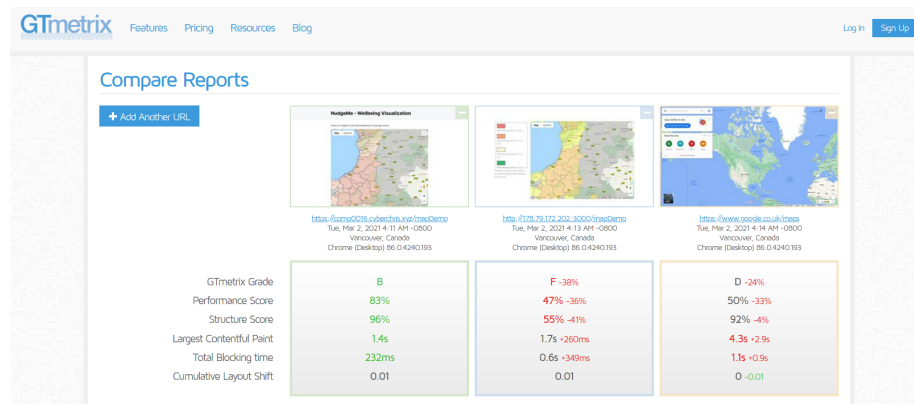 GTmetrix Features Pricing Resources Blog Log In Sign Up
Compare Reports
+ Add Another URL
NudgeMe - Wellbeing Visualization
https://comp0016.cyberchris.xyz/mapDemo
Tue, Mar 2, 2021 4:11 AM -0800
Vancouver, Canada
Chrome (Desktop) 86.0.4240.193
http://178.79.172.202:3000/mapDemo
Tue, Mar 2, 2021 4:13 AM -0800
Vancouver, Canada
Chrome (Desktop) 86.0.4240.193
https://www.google.co.uk/maps
Tue, Mar 2, 2021 4:14 AM -0800
Vancouver, Canada
Chrome (Desktop) 86.0.4240.193
GTmetrix Grade B F -38% D -24%
Performance Score 83% 47% -36% 50% -33%
Structure Score 96% 55% -41% 92% -4%
Largest Contentful Paint 1.4s 1.7s +260ms 4.3s +2.9s
Total Blocking time 232ms 0.6s +349ms 1.1s +0.9s
Cumulative Layout Shift 0.01 0.01 0 -0.01